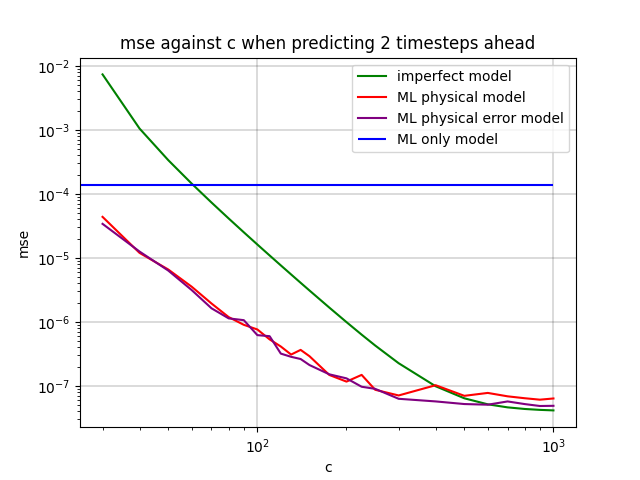 mse against c when predicting 2 timesteps ahead
imperfect model
ML physical model
ML physical error model
ML only model
mse
10⁻²
10⁻³
10⁻⁴
10⁻⁵
10⁻⁶
10⁻⁷
10² 10³
c